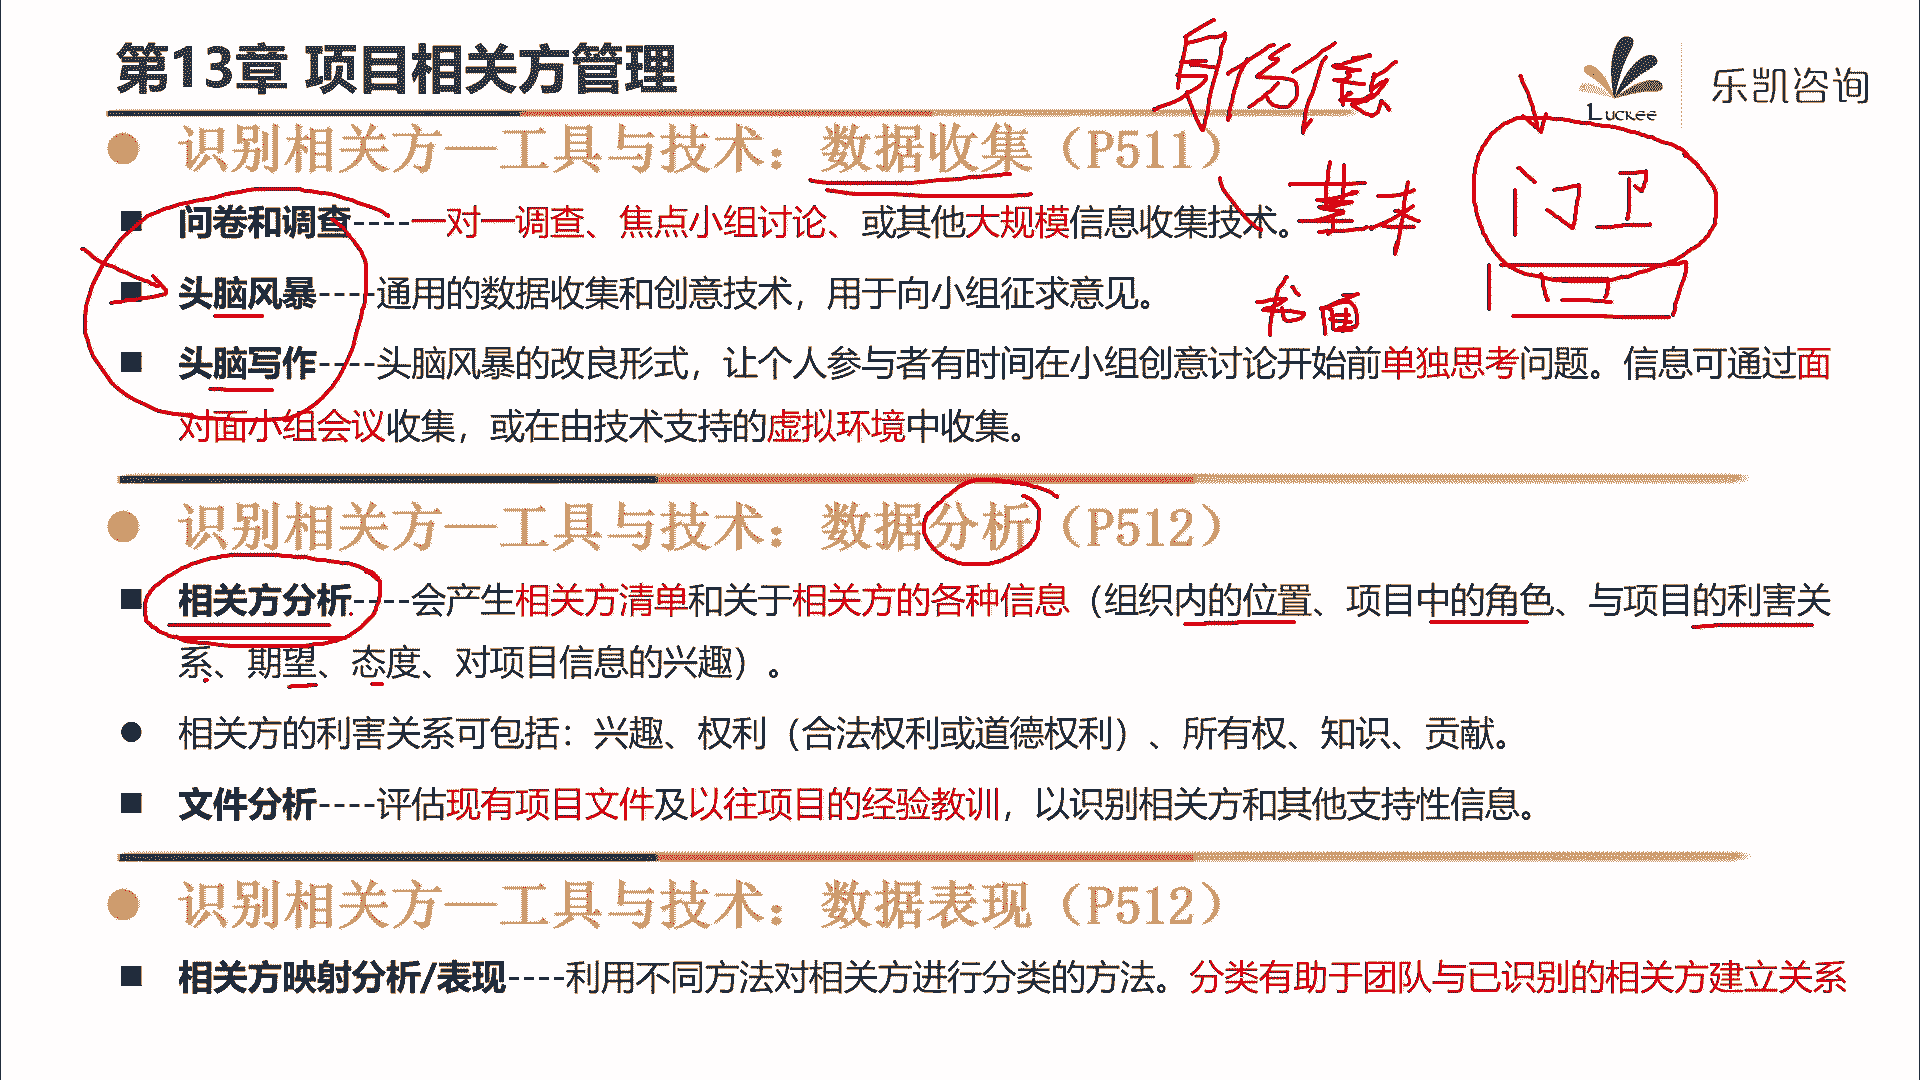 第13章 项目相关方管理
身份信息
Luckee
乐凯咨询
识别相关方—工具与技术：数据收集（P511）
问卷和调查----一对一调查、焦点小组讨论、或其他大规模信息收集技术。
基本
门卫
头脑风暴----通用的数据收集和创意技术，用于向小组征求意见。
书面
头脑写作----头脑风暴的改良形式，让个人参与者有时间在小组创意讨论开始前单独思考问题。信息可通过面
对面小组会议收集，或在由技术支持的虚拟环境中收集。
识别相关方—工具与技术：数据分析（P512）
相关方分析----会产生相关方清单和关于相关方的各种信息（组织内的位置、项目中的角色、与项目的利害关
系、期望、态度、对项目信息的兴趣）。
相关方的利害关系可包括：兴趣、权利（合法权利或道德权利）、所有权、知识、贡献。
文件分析----评估现有项目文件及以往项目的经验教训，以识别相关方和其他支持性信息。
识别相关方—工具与技术：数据表现（P512）
相关方映射分析/表现----利用不同方法对相关方进行分类的方法。分类有助于团队与已识别的相关方建立关系